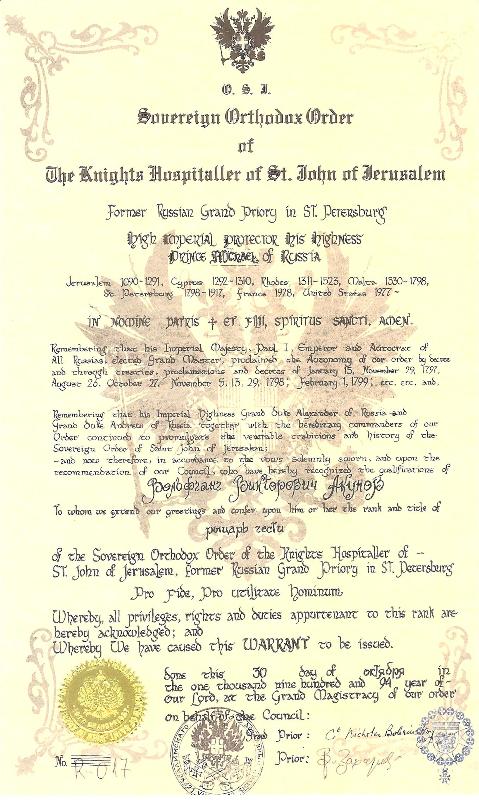 O. S. J.
Sovereign Orthodox Order
of
The Knights Hospitaller of St. John of Jerusalem
Former Russian Grand Priory in St. Petersburg
High Imperial Protector His Highness
Prince Michael of Russia
Jerusalem 1090-1291, Cyprus 1292-1310, Rhodes 1311-1523, Malta 1530-1798,
St. Petersburg 1798-1917, France 1928, United States 1977-
IN NOMINE PATRIS + ET FILII, SPIRITUS SANCTI, AMEN.
Remembering that his Imperial Majesty, Paul I, Emperor and Autocrat of
All Russias, elected Grand Master, proclaimed the Autonomy of our order by decree
and through treaties, proclamations and decrees of January 15, November 29, 1797,
August 26, October 27, November 5, 13, 29, 1798; February 1, 1799, etc. etc. and.
Remembering that his Imperial Highness Grand Duke Alexander of Russia and
Grand Duke Andrew of Russia together with the hereditary commanders of our
Order continued to promulgate the venerable traditions and history of the
Sovereign Order of Saint John of Jerusalem;
-and now therefore, in accordance to the vows solemnly sworn, and upon the
recommendation of our Council who have hereby recognized the qualifications of
Вольфганг Викторович Акунов
To whom we extend our greetings and confer upon him or her the rank and title of
рыцарь чести
of the Sovereign Orthodox Order of the Knights Hospitaller of --
St. John of Jerusalem, Former Russian Grand Priory in St. Petersburg
Pro Fide, Pro Utilitate Hominum
Whereby, all privileges, rights and duties appurtenant to this rank are-
hereby acknowledged; and
Whereby We have caused this WARRANT to be issued.
Done this 30 day of октября in
the one thousand nine hundred and 94 year of-
our Lord, at the Grand Magistracy of our order
on behalf of the Council:
Grand Prior: Ct Nicholas Bobrinskoy
No. R-047 Prior: